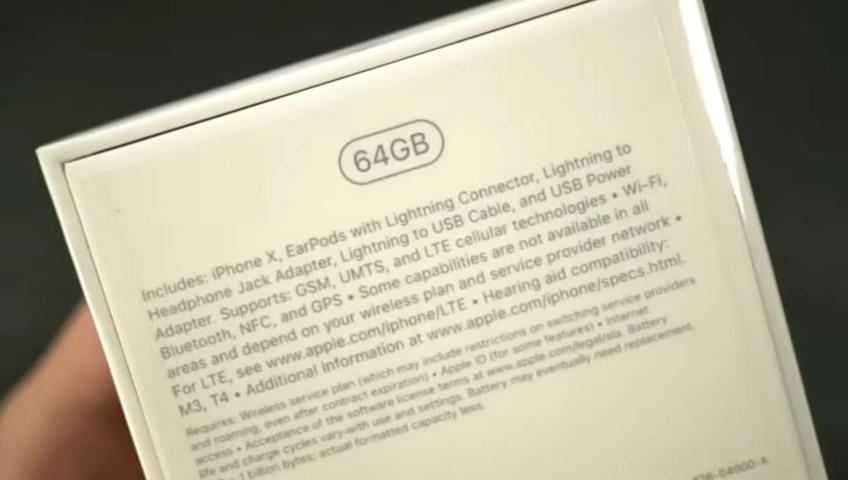 64GB
Includes: iPhone X, EarPods with Lightning Connector, Lightning to
Headphone Jack Adapter, Lightning to USB Cable, and USB Power
Adapter. Supports: GSM, UMTS, and LTE cellular technologies • Wi-Fi,
Bluetooth, NFC, and GPS • Some capabilities are not available in all
areas and depend on your wireless plan and service provider network •
For LTE, see www.apple.com/iphone/LTE • Hearing aid compatibility:
M3, T4 • Additional information at www.apple.com/iphone/specs.html.
Requires: Wireless service plan (which may include restrictions on switching service providers
and roaming, even after contract expiration) • Apple ID (for some features) • Internet
access • Acceptance of the software license terms at www.apple.com/legal/sla. Battery
life and charge cycles vary with use and settings. Battery may eventually need replacement.
= 1 billion bytes; actual formatted capacity less.